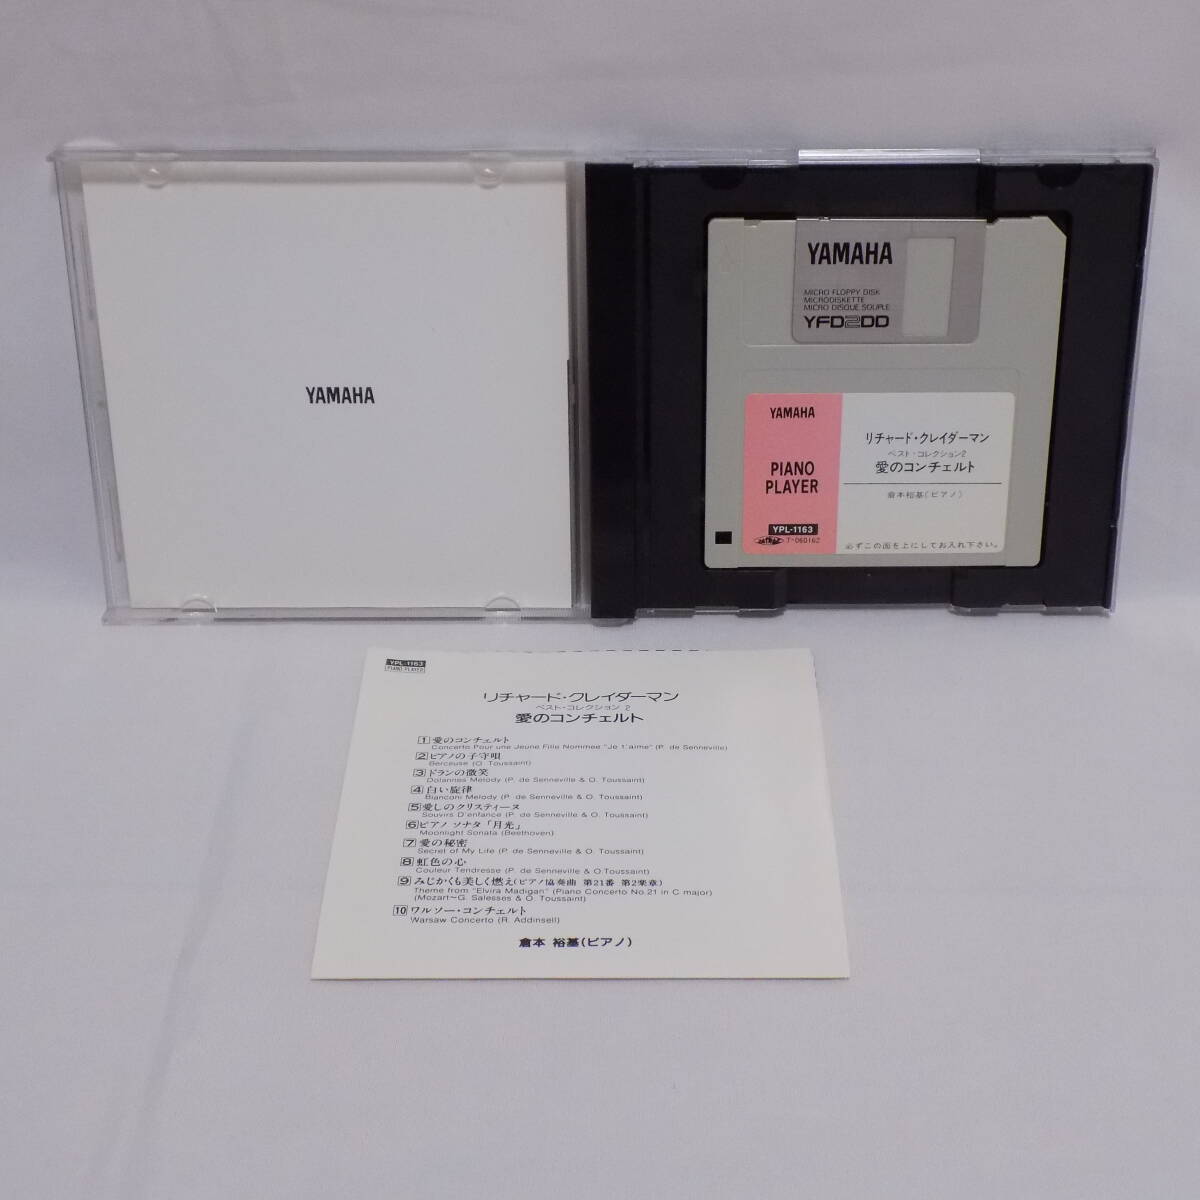 YAMAHA
YAMAHA
MICRO FLOPPY DISK
MICRODISKETTE
MICRO DISQUE SOUPLE
YFD2DD
YAMAHA
PIANO
PLAYER
YPL-1163
T-060162
リチャード・クレイダーマン
ベスト・コレクション2
愛のコンチェルト
倉本裕基(ピアノ)
必ずこの面を上にしてお入れ下さい。
YPL-1163
PIANO PLAYER
リチャード・クレイダーマン
ベスト・コレクション 2
愛のコンチェルト
1 愛のコンチェルト
Concerto Pour une Jeune Fille Nommee "Je t'aime" (P. de Senneville)
2 ピアノの子守唄
Berceuse (O. Toussaint)
3 ドランの微笑
Dolannes Melody (P. de Senneville & O. Toussaint)
4 白い旋律
Bianconi Melody (P. de Senneville & O. Toussaint)
5 愛しのクリスティーヌ
Souvirs D'enfance (P. de Senneville & O. Toussaint)
6 ピアノ ソナタ「月光」
Moonlight Sonata (Beethoven)
7 愛の秘密
Secret of My Life (P. de Senneville & O. Toussaint)
8 虹色の心
Couleur Tendresse (P. de Senneville & O. Toussaint)
9 みじかくも美しく燃え(ピアノ協奏曲 第21番 第2楽章)
Theme from "Elvira Madigan" (Piano Concerto No.21 in C major)
(Mozart～G. Salesses & O. Toussaint)
10 ワルソー・コンチェルト
Warsaw Concerto (R. Addinsell)
倉本 裕基(ピアノ)